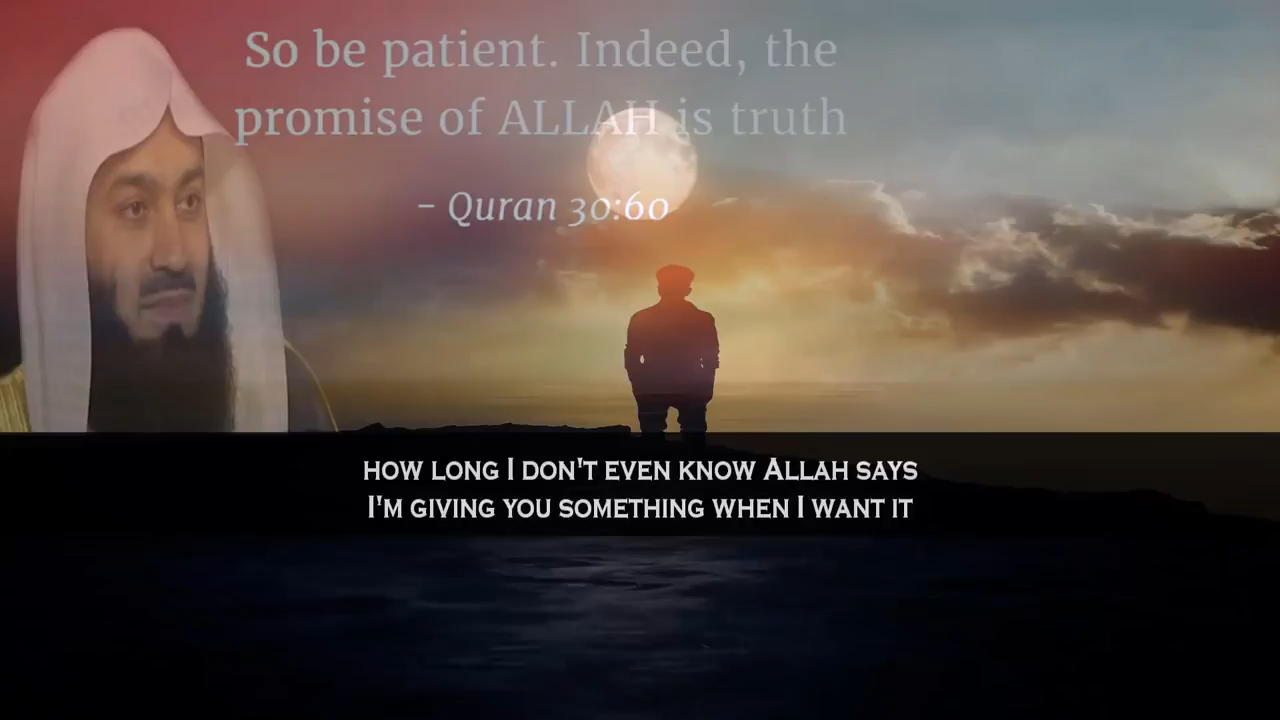 So be patient. Indeed, the
promise of ALLAH is truth
– Quran 30:60
HOW LONG I DON'T EVEN KNOW ALLAH SAYS
I'M GIVING YOU SOMETHING WHEN I WANT IT